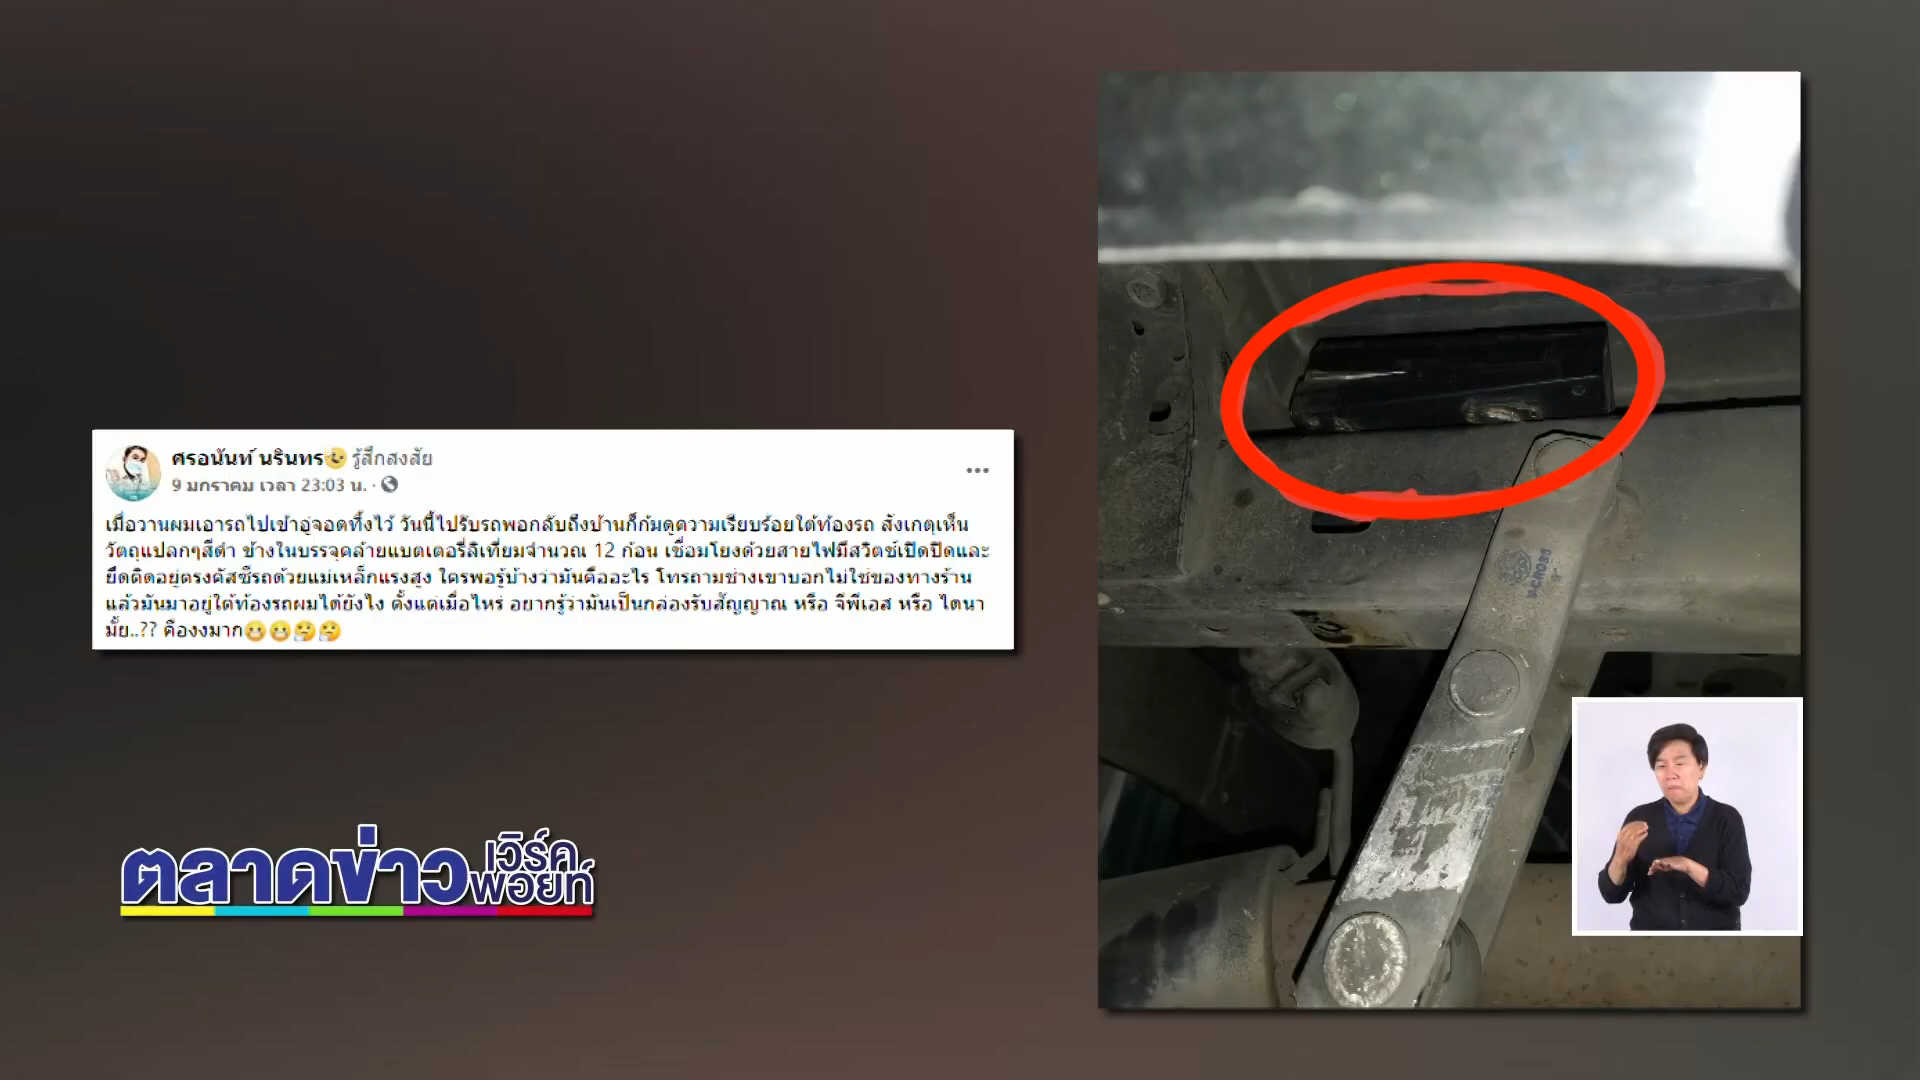 ศรอนันท์ นรินทร รู้สึกสงสัย
9 มกราคม เวลา 23:03 น. ·
เมื่อวานผมเอารถไปเข้าอู่จอดทิ้งไว้ วันนี้ไปรับรถพอกลับถึงบ้านก็ก้มดูความเรียบร้อยใต้ท้องรถ สังเกตุเห็น
วัตถุแปลกๆสีดำ ข้างในบรรจุคล้ายแบตเตอรี่ลิเที่ยมจำนวณ 12 ก้อน เชื่อมโยงด้วยสายไฟมีสวิตซ์เปิดปิดและ
ยึดติดอยู่ตรงคัสซีรถด้วยแม่เหล็กแรงสูง ใครพอรู้บ้างว่ามันคืออะไร โทรถามช่างเขาบอกไม่ใช่ของทางร้าน
แล้วมันมาอยู่ใต้ท้องรถผมได้ยังไง ตั้งแต่เมื่อไหร่ อยากรู้ว่ามันเป็นกล่องรับสัญญาณ หรือ จีพีเอส หรือ ไดนา
มั้ย..?? คืองงมาก😬😬🤔🤔
ตลาดข่าว
เวิร์ค
พอยท์